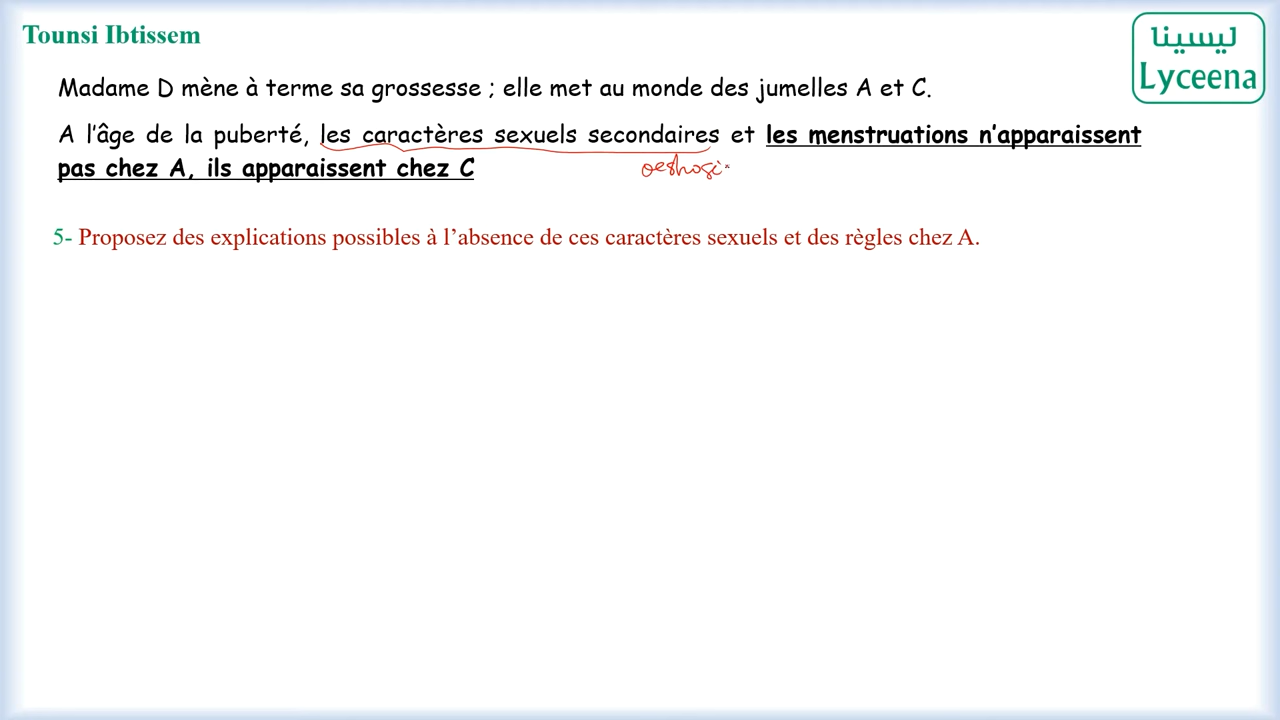 Tounsi Ibtissem
ليسينا
Lyceena
Madame D mène à terme sa grossesse ; elle met au monde des jumelles A et C.
A l'âge de la puberté, les caractères sexuels secondaires et les menstruations n'apparaissent
pas chez A, ils apparaissent chez C
5- Proposez des explications possibles à l'absence de ces caractères sexuels et des règles chez A.